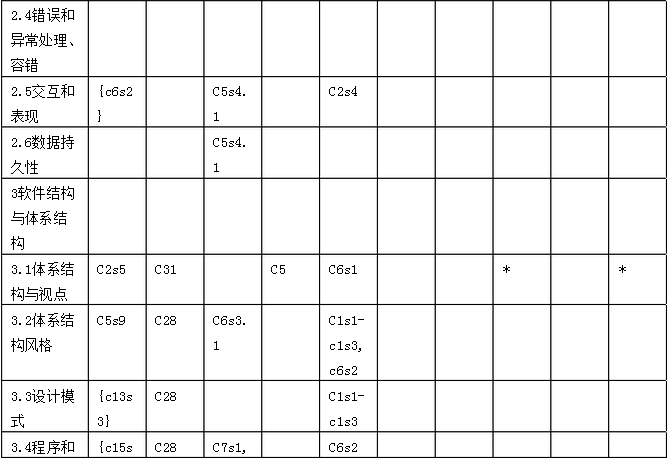 2.4错误和
异常处理、
容错
2.5交互和 {c6s2 C5s4. C2s4
表现 } 1
2.6数据持 C5s4.
久性 1
3软件结构
与体系结
构
3.1体系结 C2s5 C31 C5 C6s1 * *
构与视点
3.2体系结 C5s9 C28 C6s3. C1s1-
构风格 1 c1s3,
c6s2
3.3设计模 {c13s C28 C1s1-
式 3} c1s3
3.4程序和 {c15s C28 C7s1, C6s2